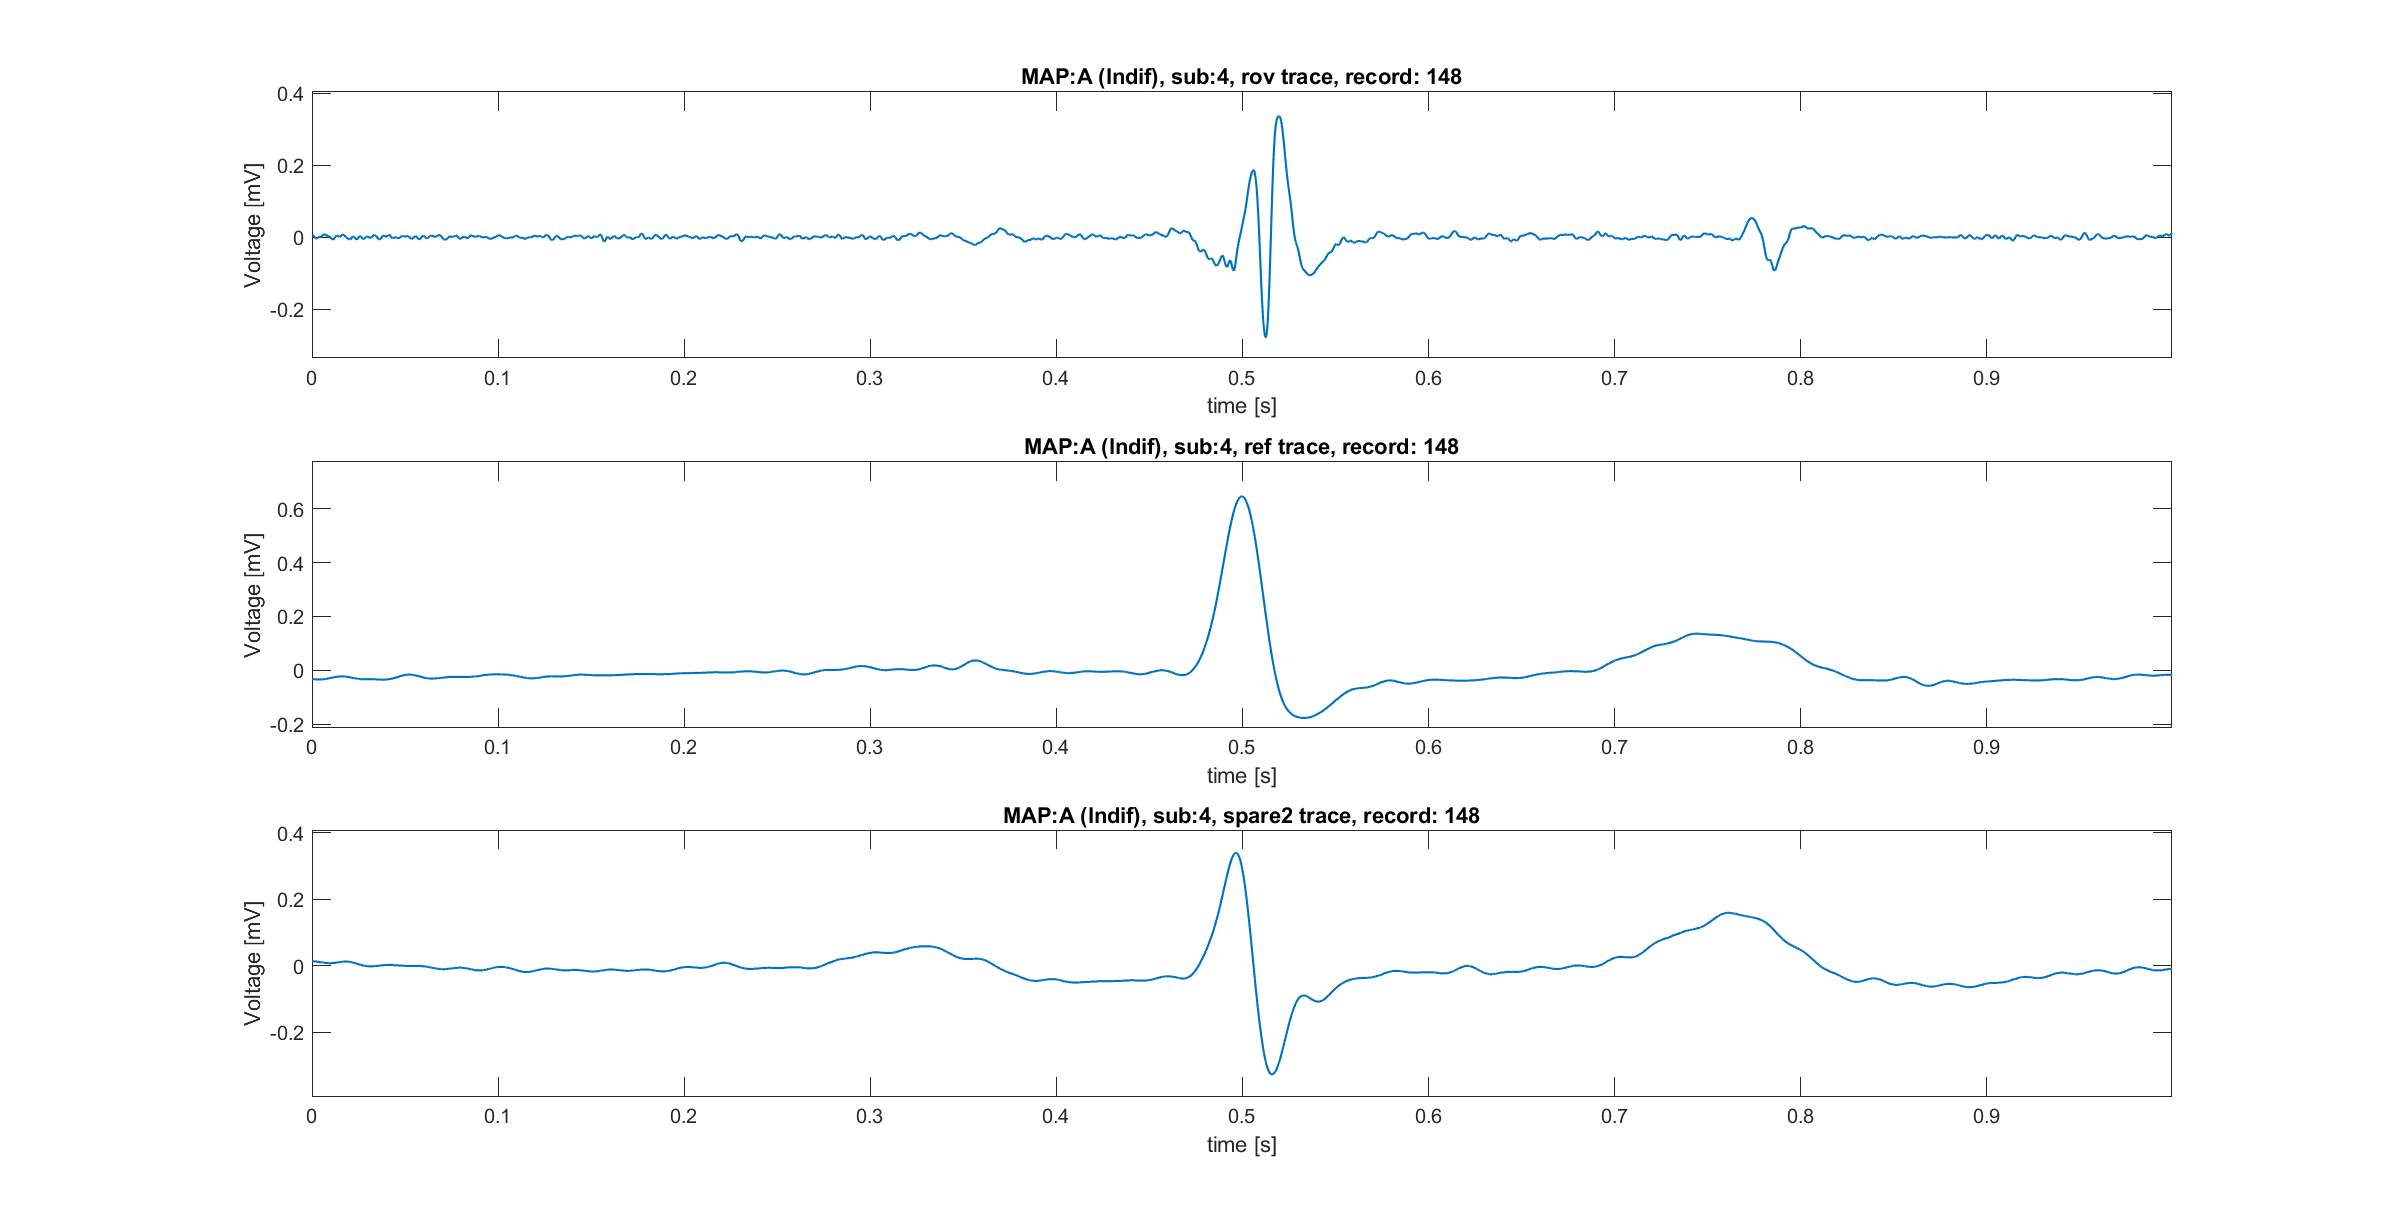 MAP:A (Indif), sub:4, rov trace, record: 148
Voltage [mV]
0.4
0.2
0
-0.2
0 0.1 0.2 0.3 0.4 0.5 0.6 0.7 0.8 0.9
time [s]
MAP:A (Indif), sub:4, ref trace, record: 148
Voltage [mV]
0.6
0.4
0.2
0
-0.2
0 0.1 0.2 0.3 0.4 0.5 0.6 0.7 0.8 0.9
time [s]
MAP:A (Indif), sub:4, spare2 trace, record: 148
Voltage [mV]
0.4
0.2
0
-0.2
0 0.1 0.2 0.3 0.4 0.5 0.6 0.7 0.8 0.9
time [s]